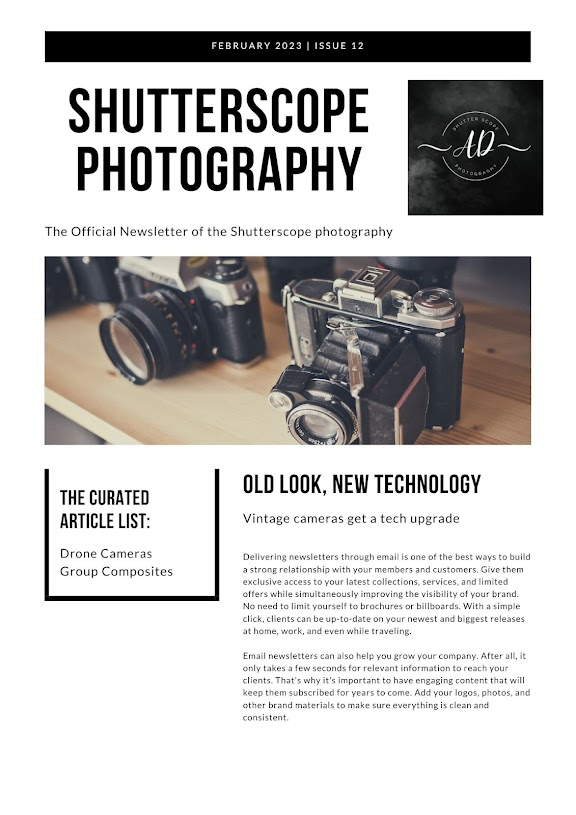 FEBRUARY 2023 | ISSUE 12
SHUTTERSCOPE
PHOTOGRAPHY
SHUTTER SCOPE
AD
PHOTOGRAPHY
The Official Newsletter of the Shutterscope photography
THE CURATED
ARTICLE LIST:
Drone Cameras
Group Composites
OLD LOOK, NEW TECHNOLOGY
Vintage cameras get a tech upgrade
Delivering newsletters through email is one of the best ways to build
a strong relationship with your members and customers. Give them
exclusive access to your latest collections, services, and limited
offers while simultaneously improving the visibility of your brand.
No need to limit yourself to brochures or billboards. With a simple
click, clients can be up-to-date on your newest and biggest releases
at home, work, and even while traveling.
Email newsletters can also help you grow your company. After all, it
only takes a few seconds for relevant information to reach your
clients. That's why it's important to have engaging content that will
keep them subscribed for years to come. Add your logos, photos, and
other brand materials to make sure everything is clean and
consistent.